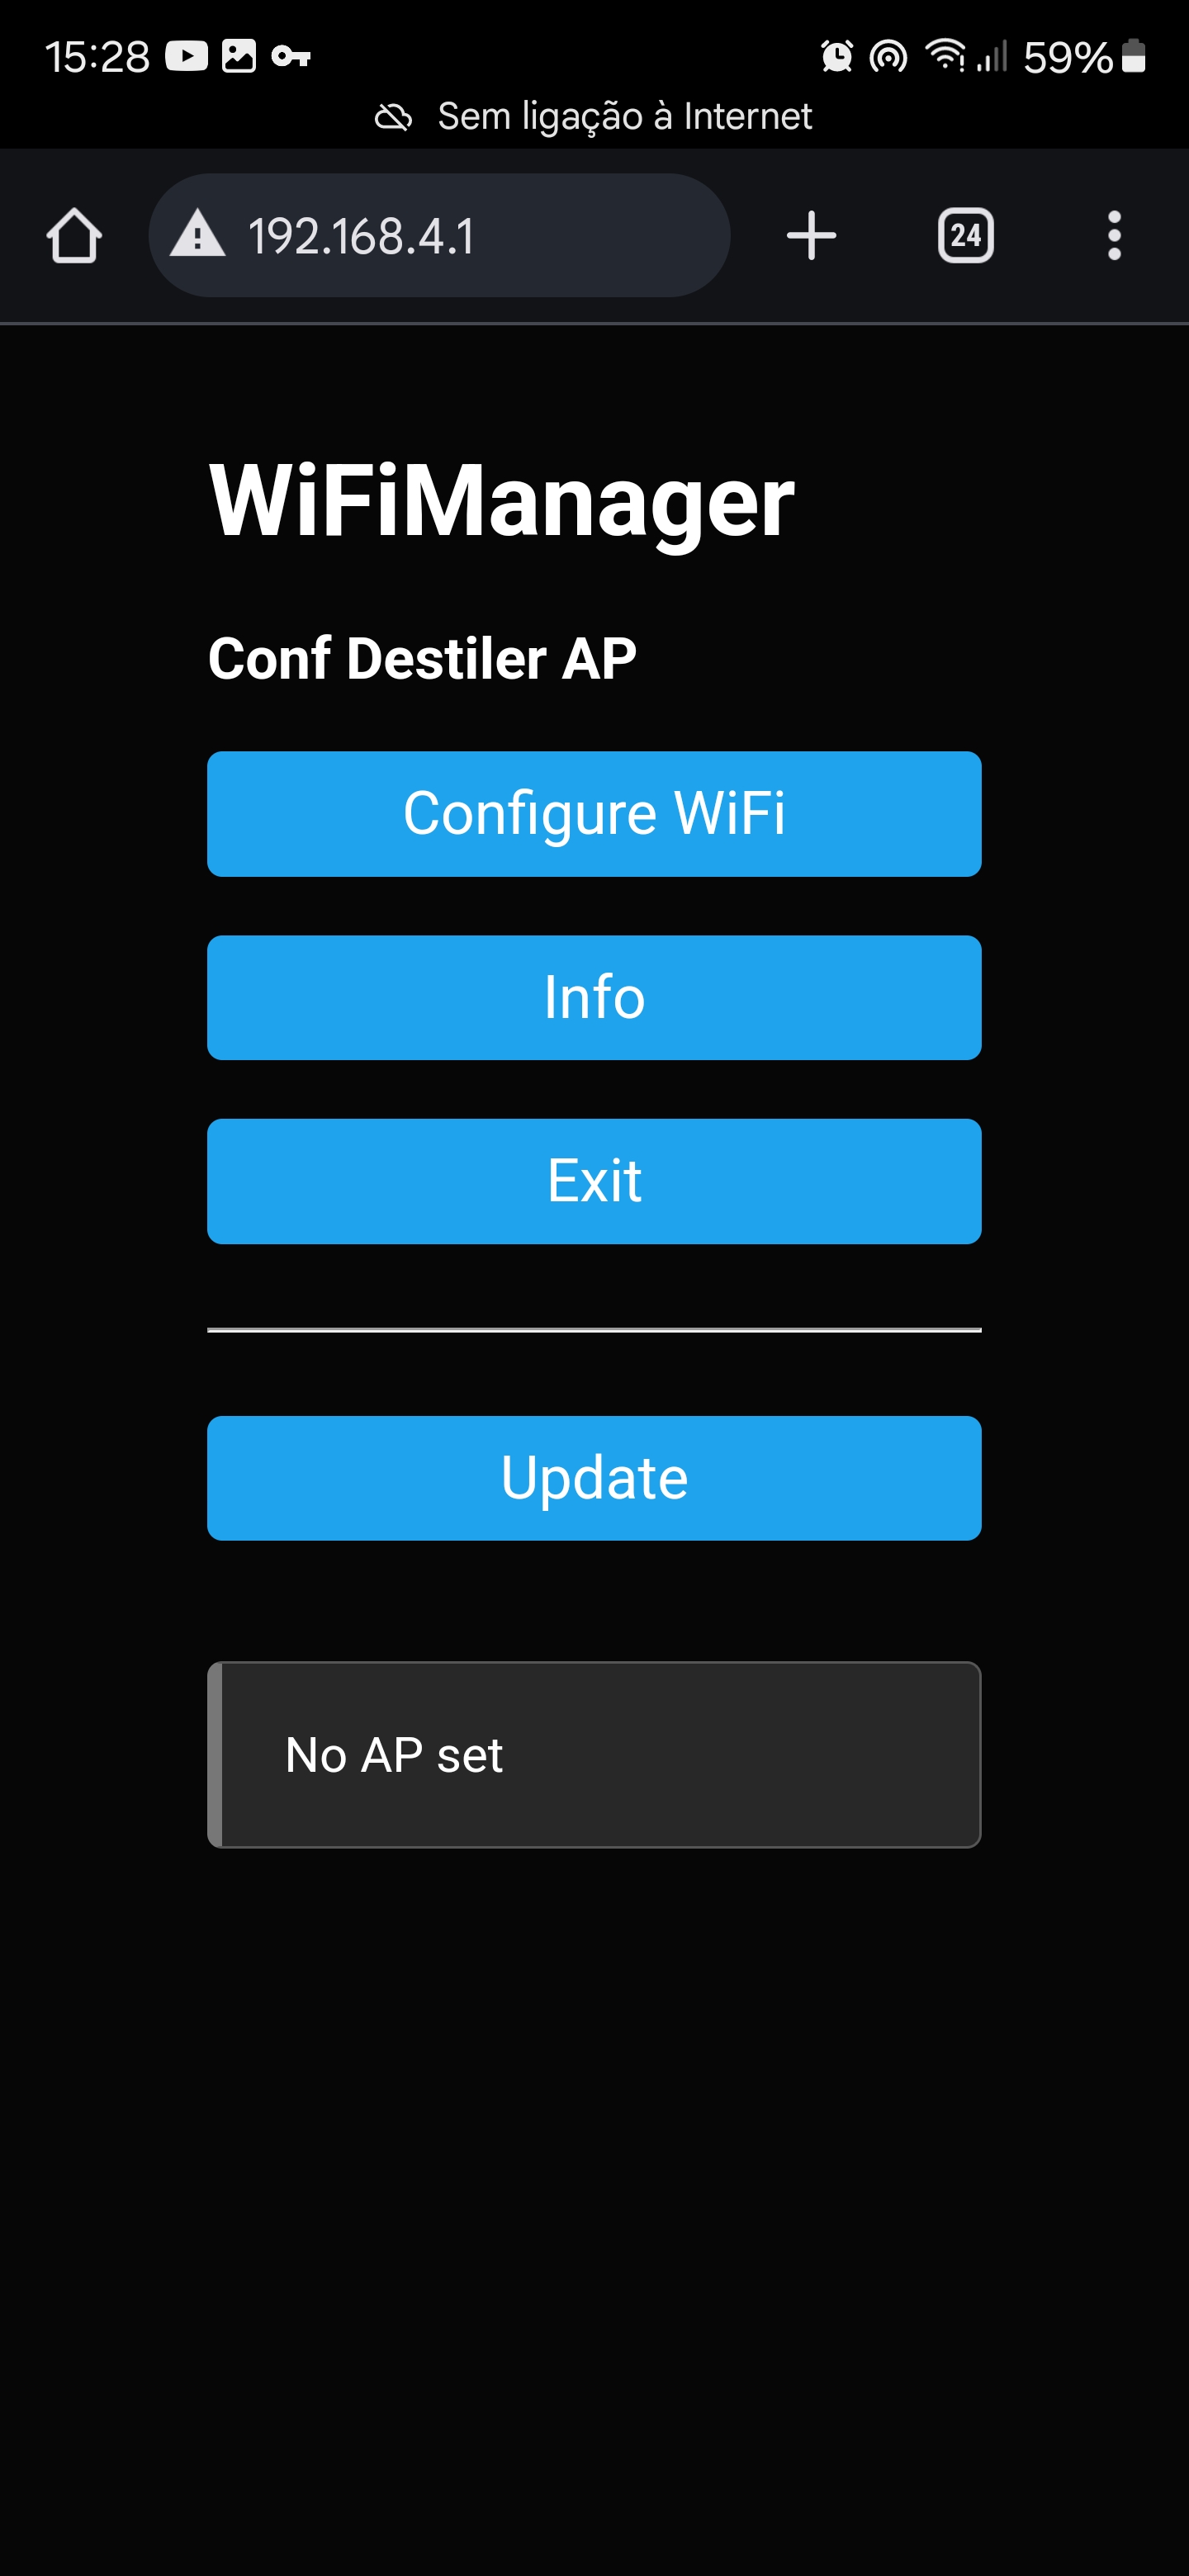 15:28
59%
Sem ligação à Internet
192.168.4.1
24
WiFiManager
Conf Destiler AP
Configure WiFi
Info
Exit
Update
No AP set